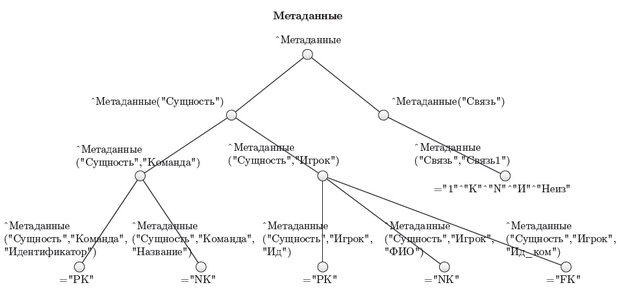 Метаданные
^Метаданные
^Метаданные("Сущность")
^Метаданные("Связь")
^Метаданные
("Сущность","Команда")
^Метаданные
("Сущность","Игрок")
^Метаданные
("Связь","Связь1")
="1"^"К"^"N"^"И"^"Неиз"
^Метаданные
("Сущность","Команда",
"Идентификатор")
^Метаданные
("Сущность","Команда",
"Название")
^Метаданные
("Сущность","Игрок",
"Ид")
^Метаданные
("Сущность","Игрок",
"ФИО")
^Метаданные
("Сущность","Игрок",
"Ид_ком")
="PK"
="NK"
="PK"
="NK"
="FK"